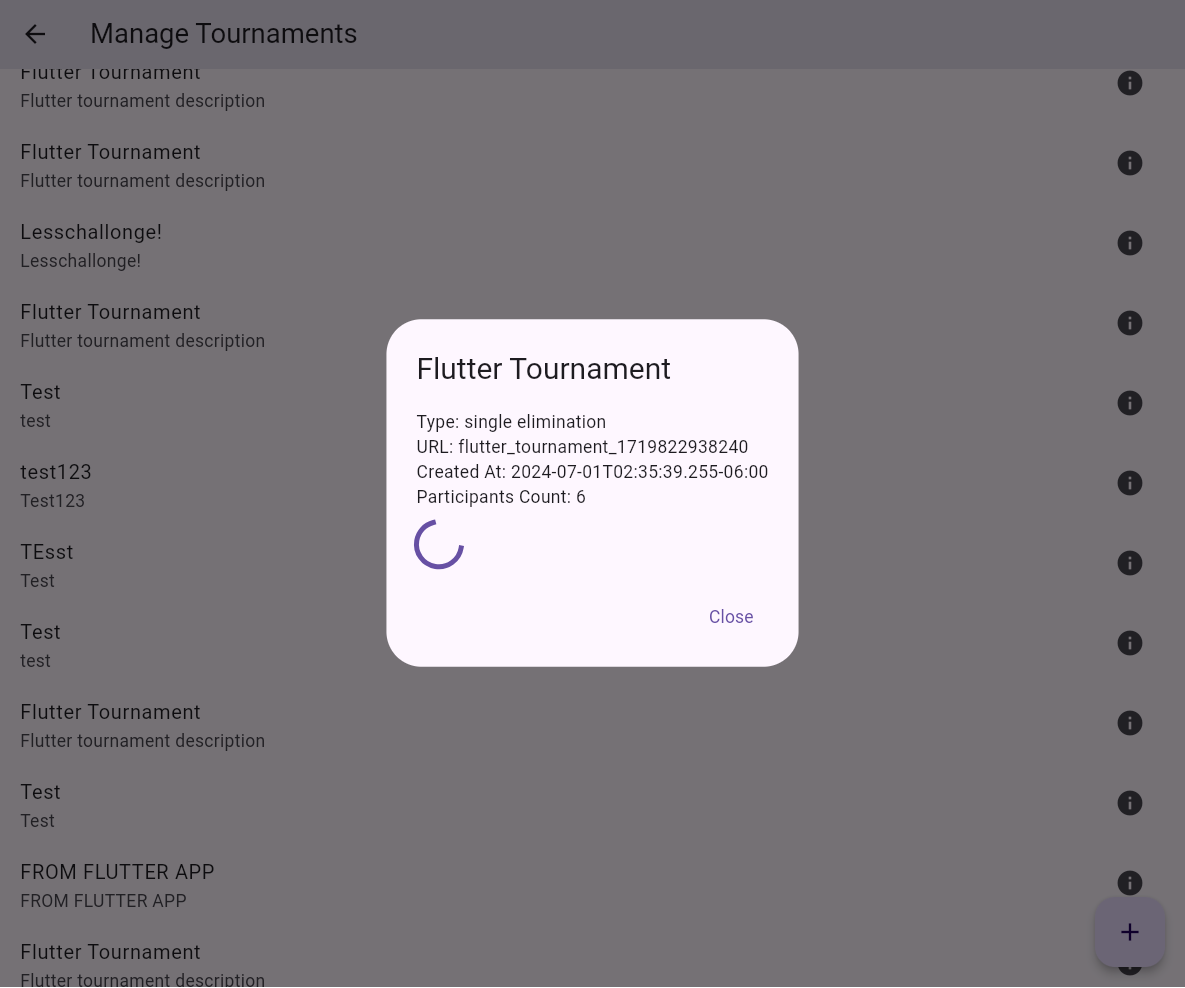 Manage Tournaments
Flutter Tournament
Flutter tournament description
Flutter Tournament
Flutter tournament description
Lesschallonge!
Lesschallonge!
Flutter Tournament
Flutter tournament description
Test
test
test123
Test123
TEsst
Test
Test
test
Flutter Tournament
Flutter tournament description
Test
Test
FROM FLUTTER APP
FROM FLUTTER APP
Flutter Tournament
Flutter tournament description
Flutter Tournament
Type: single elimination
URL: flutter_tournament_1719822938240
Created At: 2024-07-01T02:35:39.255-06:00
Participants Count: 6
Close